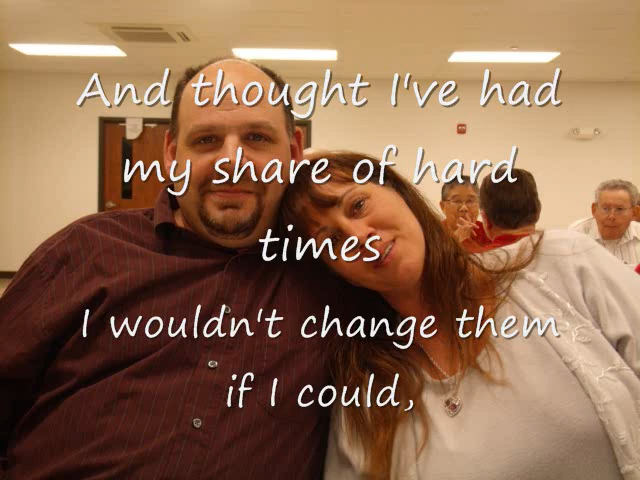 And thought I've had
my share of hard
times
I wouldn't change them
if I could,